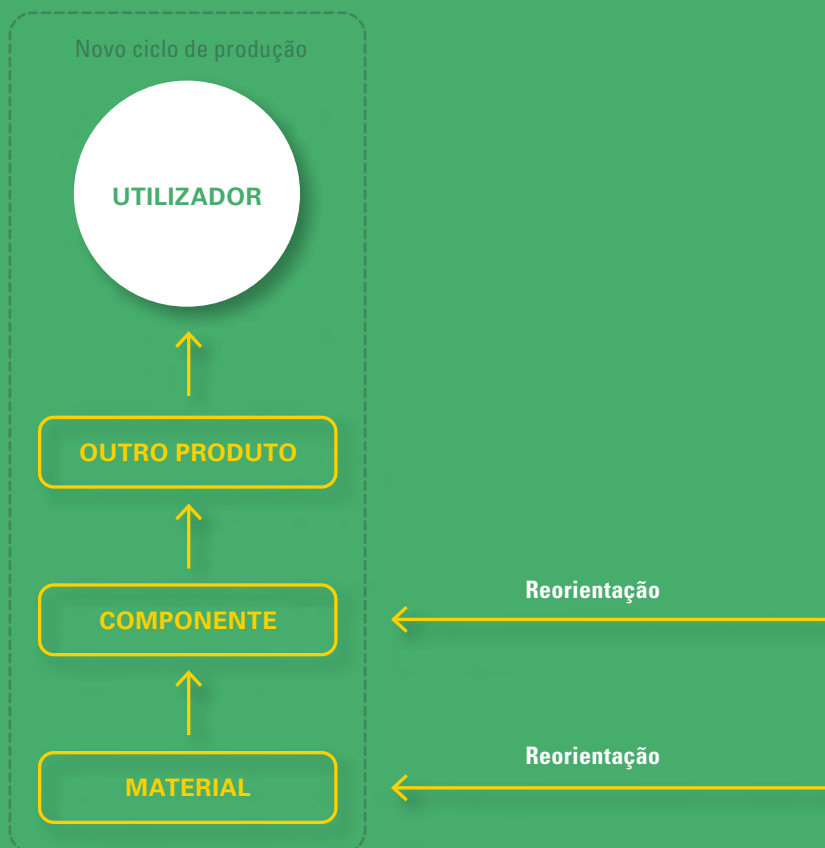 Novo ciclo de produção
UTILIZADOR
OUTRO PRODUTO
COMPONENTE
Reorientação
MATERIAL
Reorientação